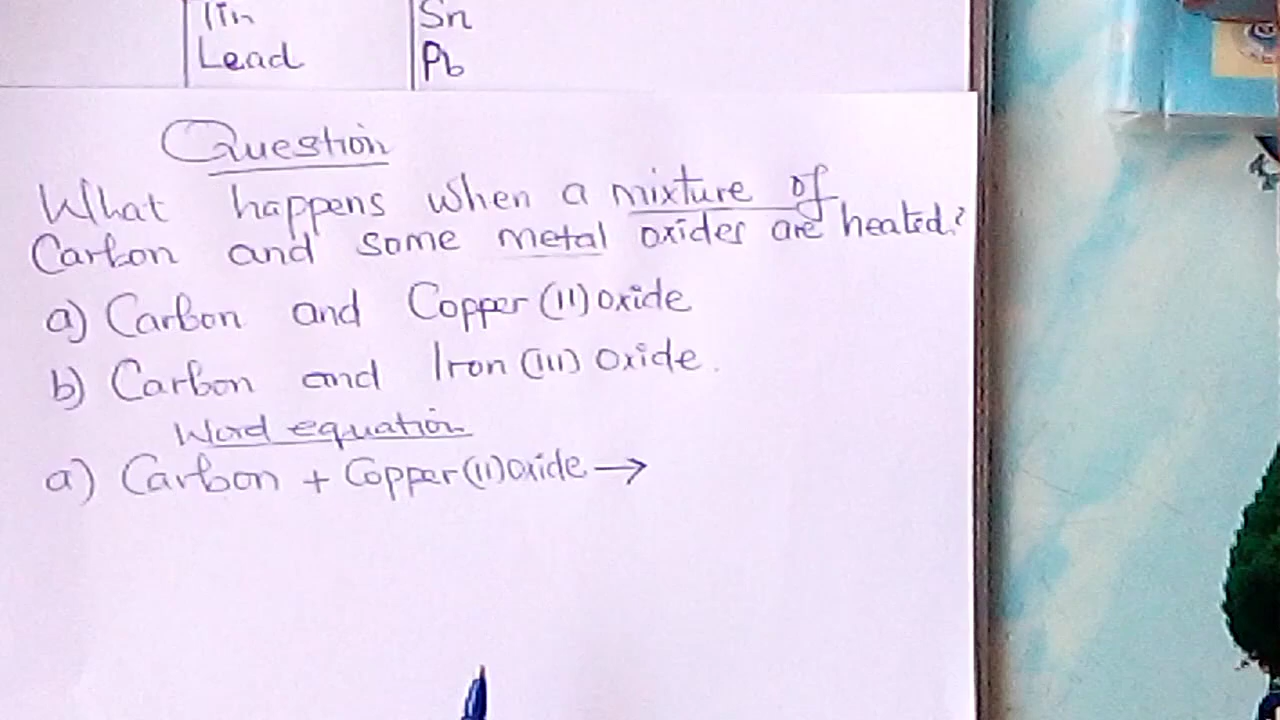 Tin Sn
Lead Pb
Question
What happens when a mixture of
Carbon and some metal oxides are heated?
a) Carbon and Copper (II) oxide
b) Carbon and Iron (III) oxide.
Word equation
a) Carbon + Copper (II) oxide →